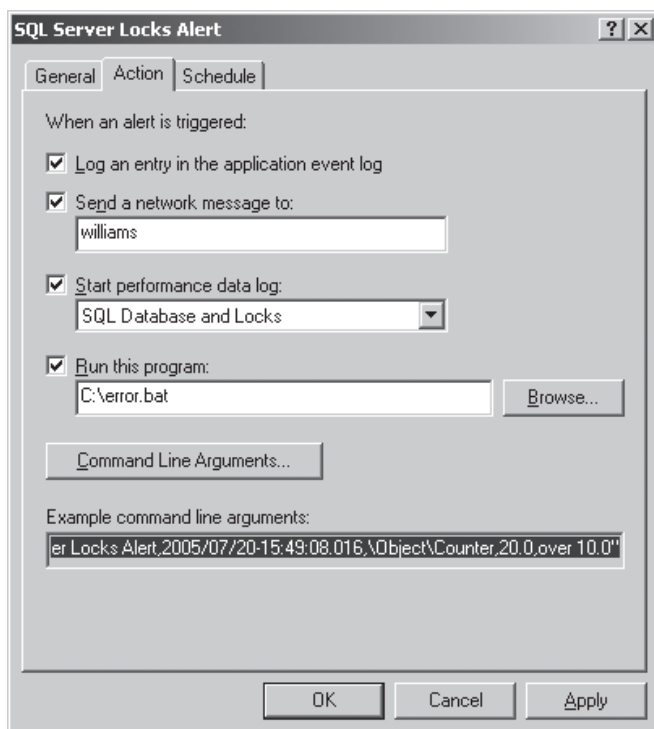 SQL Server Locks Alert
General Action Schedule
When an alert is triggered:
Log an entry in the application event log
Send a network message to:
williams
Start performance data log:
SQL Database and Locks
Run this program:
C:\error.bat
Browse...
Command Line Arguments...
Example command line arguments:
er Locks Alert,2005/07/20-15:49:08.016,\Object\Counter,20.0,over 10.0"
OK Cancel Apply